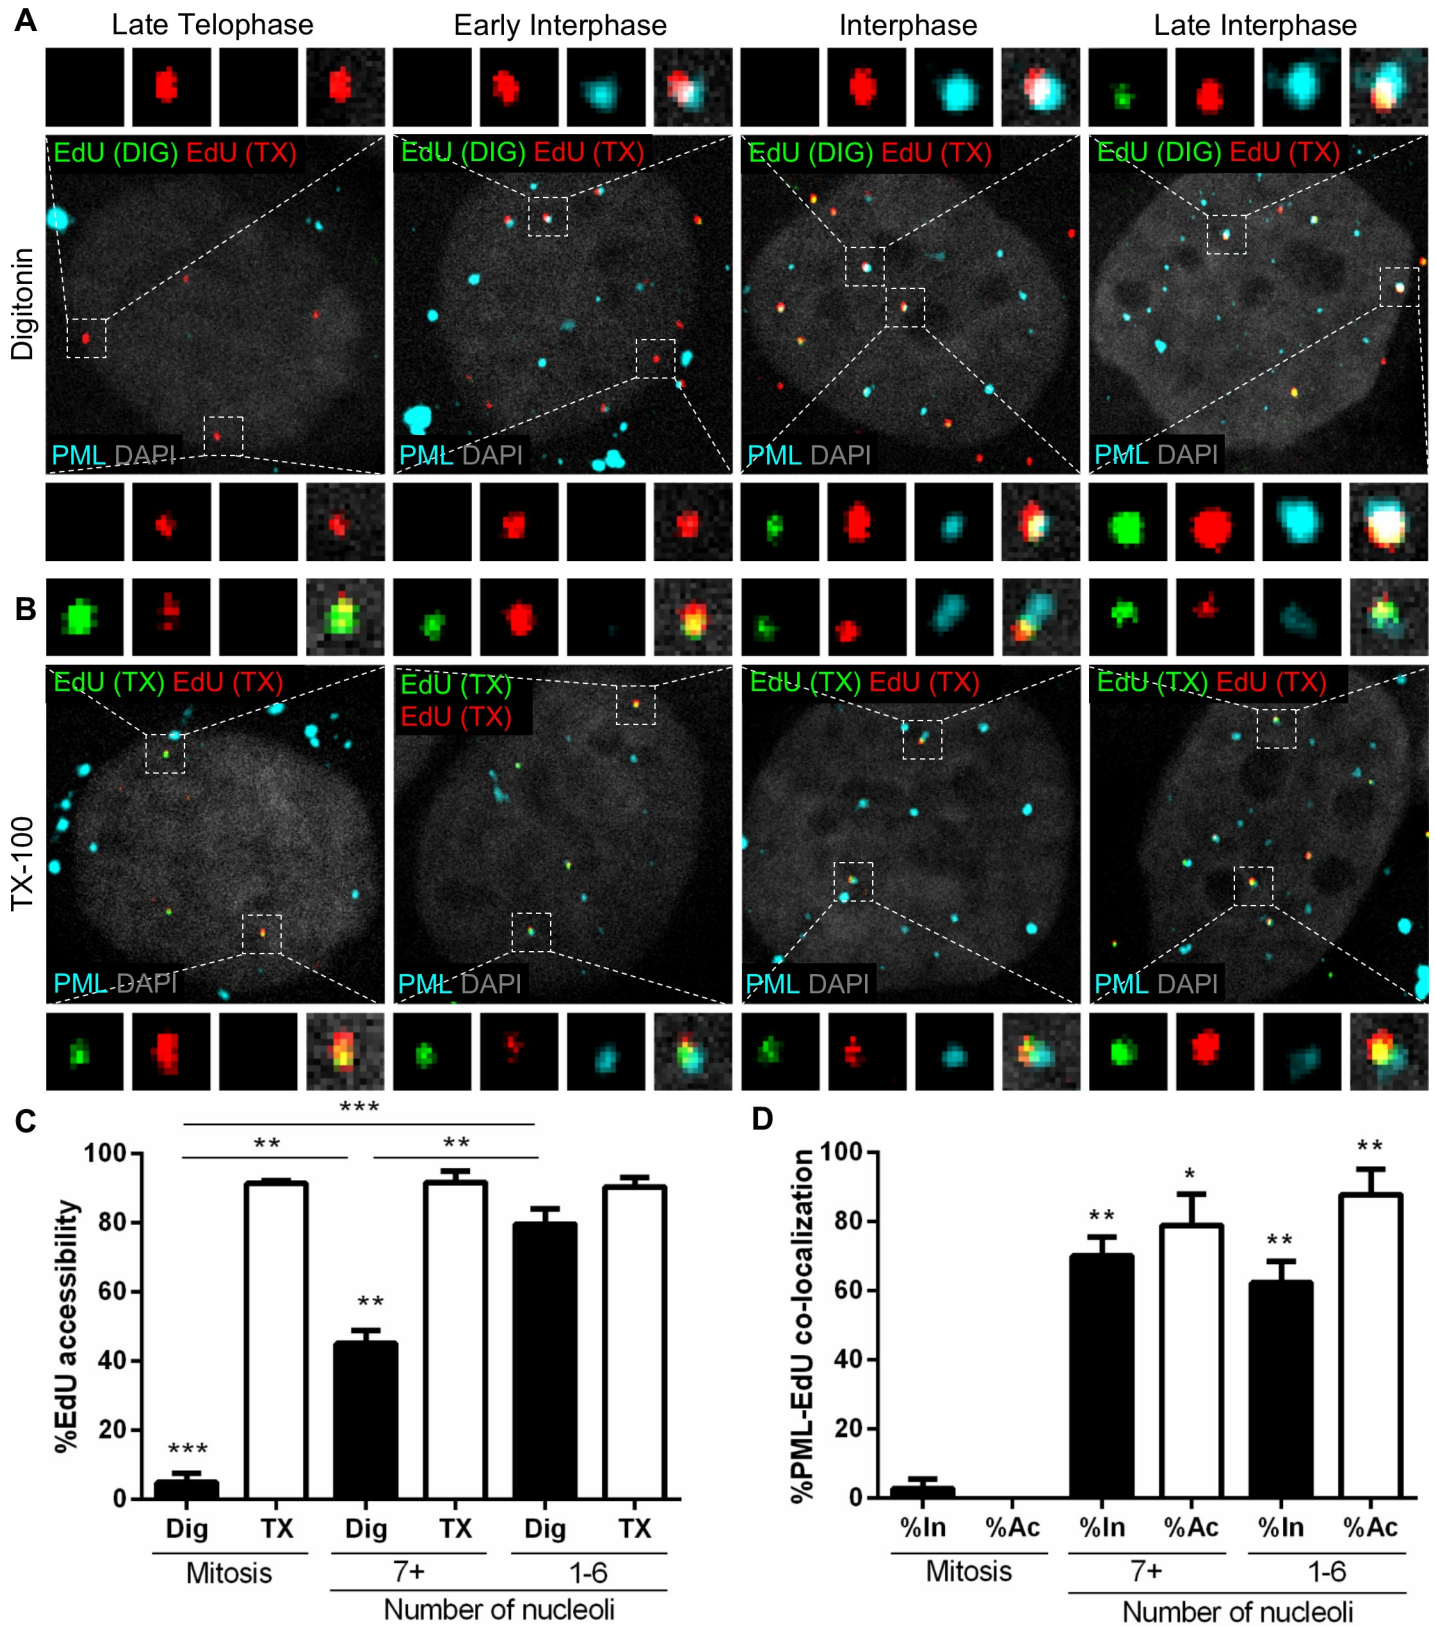 A
Late Telophase
Early Interphase
Interphase
Late Interphase
Digitonin
EdU (DIG) EdU (TX)
EdU (DIG) EdU (TX)
EdU (DIG) EdU (TX)
EdU (DIG) EdU (TX)
PML DAPI
PML DAPI
PML DAPI
PML DAPI
B
TX-100
EdU (TX) EdU (TX)
EdU (TX)
EdU (TX)
EdU (TX) EdU (TX)
EdU (TX) EdU (TX)
PML DAPI
PML DAPI
PML DAPI
PML DAPI
C
%EdU accessibility
100
80
60
40
20
0
***
**
**
***
**
Dig
TX
Dig
TX
Dig
TX
Mitosis
7+
1-6
Number of nucleoli
D
%PML-EdU co-localization
100
80
60
40
20
0
**
*
**
**
%In
%Ac
%In
%Ac
%In
%Ac
Mitosis
7+
1-6
Number of nucleoli